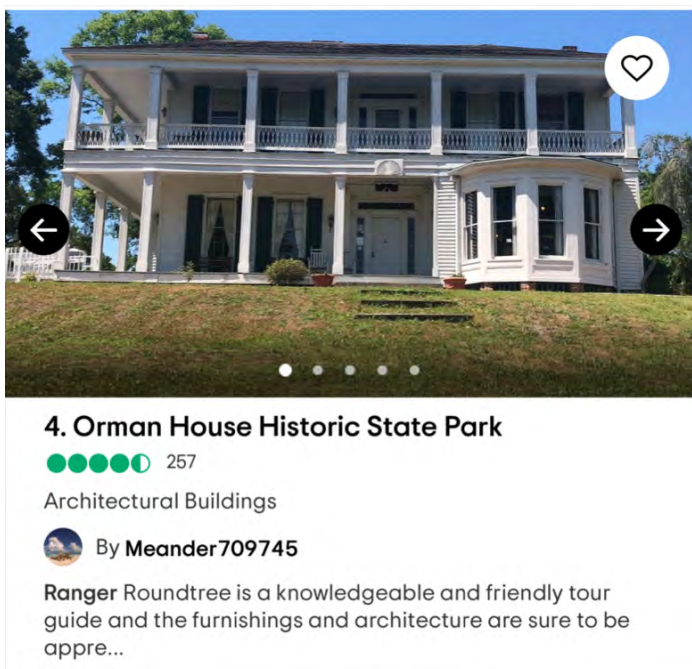 4. Orman House Historic State Park
257
Architectural Buildings
By Meander709745
Ranger Roundtree is a knowledgeable and friendly tour
guide and the furnishings and architecture are sure to be
appre...